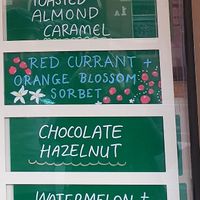 TOASTED
ALMOND
CARAMEL
RED CURRANT +
ORANGE BLOSSOM
SORBET
CHOCOLATE
HAZELNUT
WATERMELON +